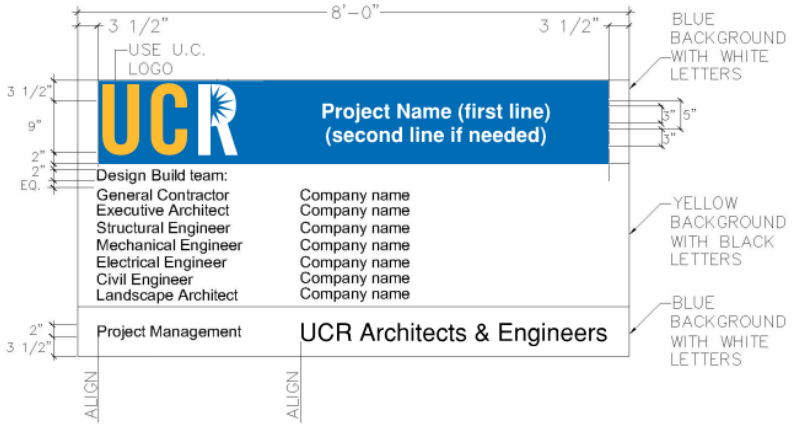 8'-0"
3 1/2"
3 1/2"
USE U.C.
LOGO
BLUE
BACKGROUND
WITH WHITE
LETTERS
3 1/2"
9"
2"
2"
EQ.
UCR
Project Name (first line)
(second line if needed)
3"
5"
3"
Design Build team:
General Contractor Company name
Executive Architect Company name
Structural Engineer Company name
Mechanical Engineer Company name
Electrical Engineer Company name
Civil Engineer Company name
Landscape Architect Company name
YELLOW
BACKGROUND
WITH BLACK
LETTERS
2"
3 1/2"
Project Management UCR Architects & Engineers
BLUE
BACKGROUND
WITH WHITE
LETTERS
ALIGN
ALIGN